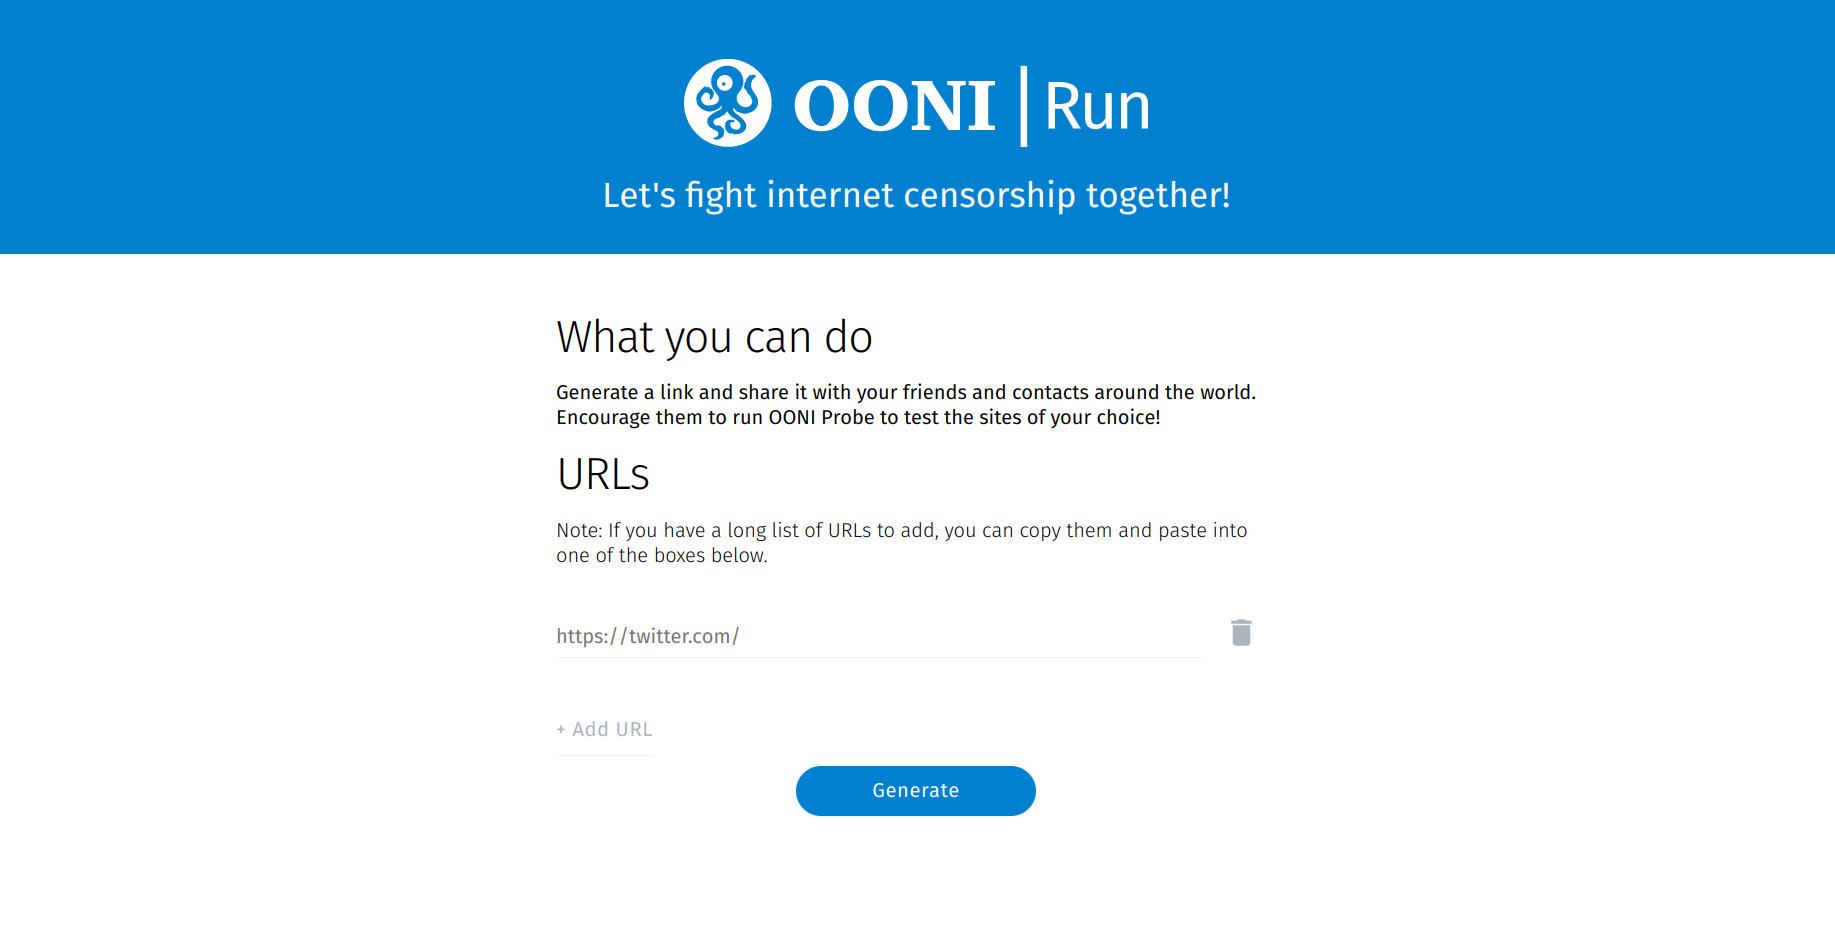 OONI | Run
Let's fight internet censorship together!
What you can do
Generate a link and share it with your friends and contacts around the world.
Encourage them to run OONI Probe to test the sites of your choice!
URLs
Note: If you have a long list of URLs to add, you can copy them and paste into
one of the boxes below.
https://twitter.com/
+ Add URL
Generate